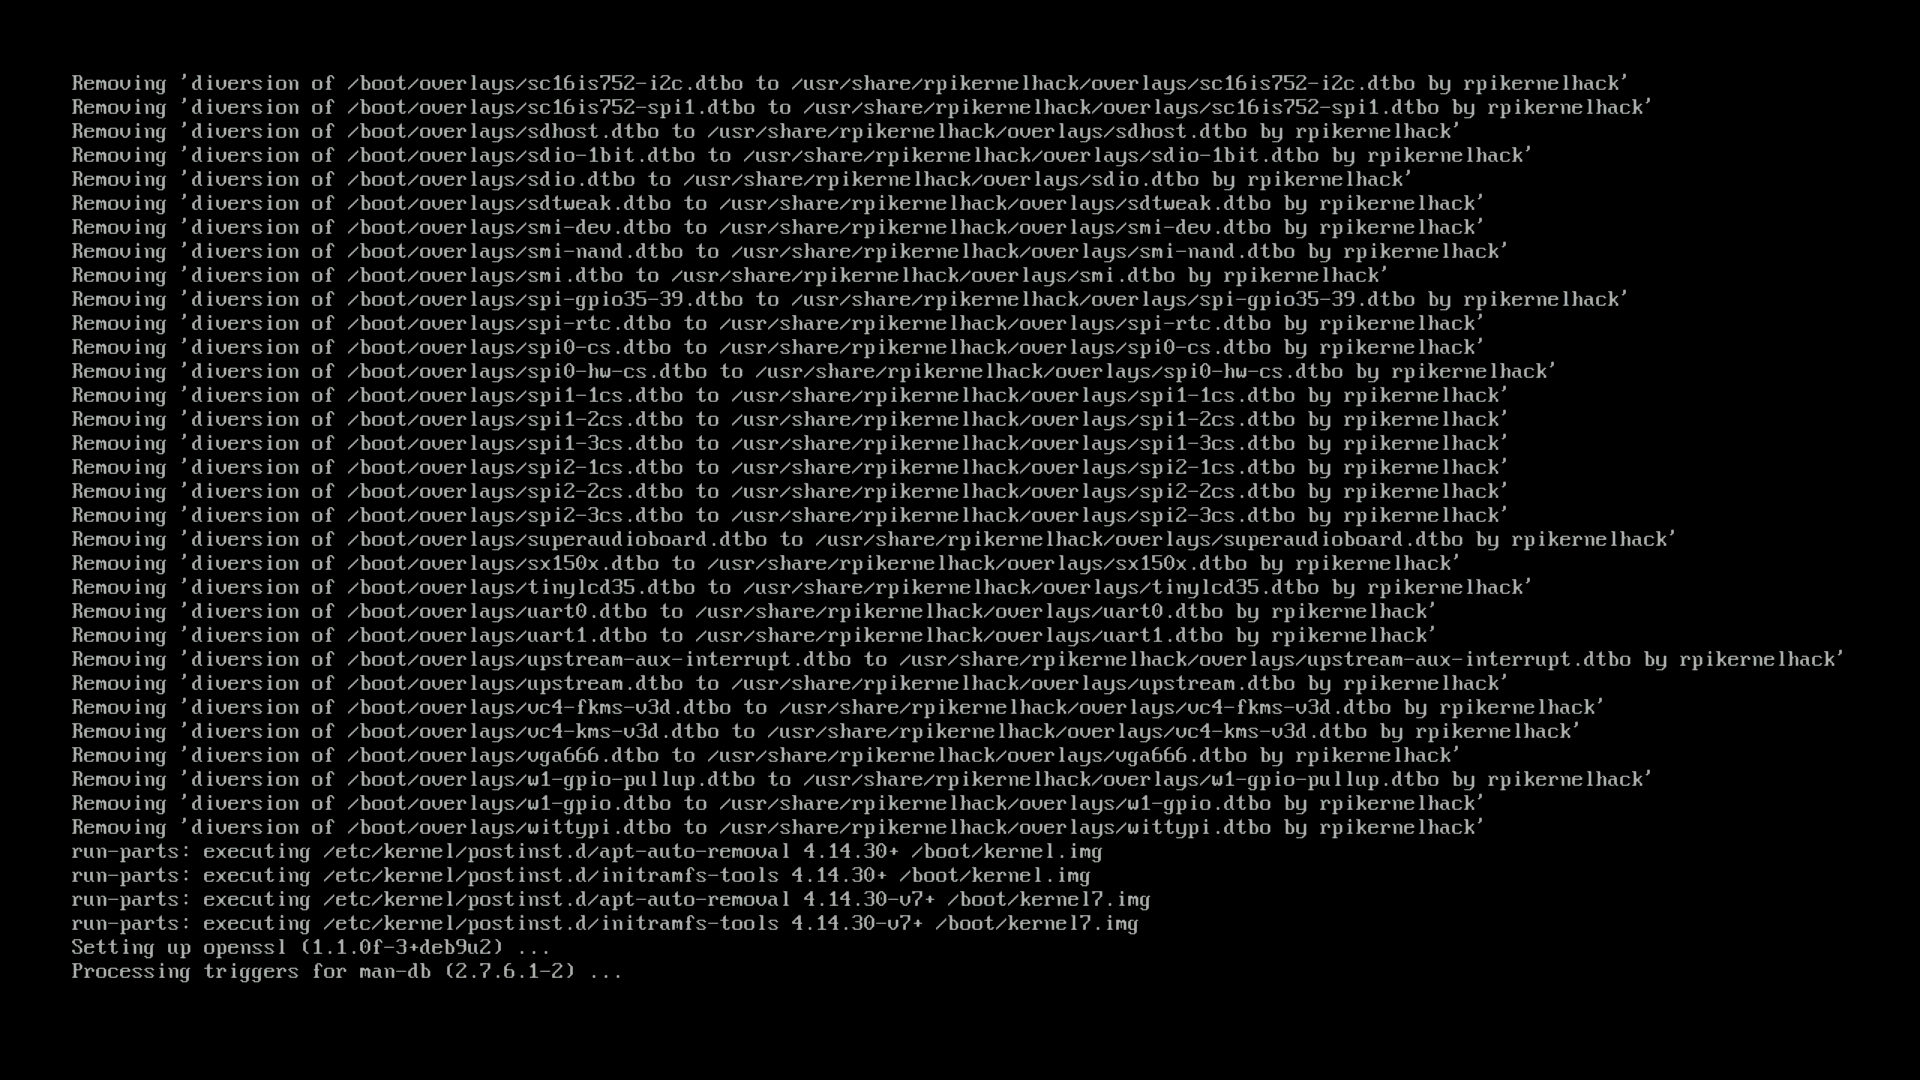 Removing 'diversion of /boot/overlays/sc16is752-i2c.dtbo to /usr/share/rpikernelhack/overlays/sc16is752-i2c.dtbo by rpikernelhack'
Removing 'diversion of /boot/overlays/sc16is752-spi1.dtbo to /usr/share/rpikernelhack/overlays/sc16is752-spi1.dtbo by rpikernelhack'
Removing 'diversion of /boot/overlays/sdhost.dtbo to /usr/share/rpikernelhack/overlays/sdhost.dtbo by rpikernelhack'
Removing 'diversion of /boot/overlays/sdio-1bit.dtbo to /usr/share/rpikernelhack/overlays/sdio-1bit.dtbo by rpikernelhack'
Removing 'diversion of /boot/overlays/sdio.dtbo to /usr/share/rpikernelhack/overlays/sdio.dtbo by rpikernelhack'
Removing 'diversion of /boot/overlays/sdtweak.dtbo to /usr/share/rpikernelhack/overlays/sdtweak.dtbo by rpikernelhack'
Removing 'diversion of /boot/overlays/smi-dev.dtbo to /usr/share/rpikernelhack/overlays/smi-dev.dtbo by rpikernelhack'
Removing 'diversion of /boot/overlays/smi-nand.dtbo to /usr/share/rpikernelhack/overlays/smi-nand.dtbo by rpikernelhack'
Removing 'diversion of /boot/overlays/smi.dtbo to /usr/share/rpikernelhack/overlays/smi.dtbo by rpikernelhack'
Removing 'diversion of /boot/overlays/spi-gpio35-39.dtbo to /usr/share/rpikernelhack/overlays/spi-gpio35-39.dtbo by rpikernelhack'
Removing 'diversion of /boot/overlays/spi-rtc.dtbo to /usr/share/rpikernelhack/overlays/spi-rtc.dtbo by rpikernelhack'
Removing 'diversion of /boot/overlays/spi0-cs.dtbo to /usr/share/rpikernelhack/overlays/spi0-cs.dtbo by rpikernelhack'
Removing 'diversion of /boot/overlays/spi0-hw-cs.dtbo to /usr/share/rpikernelhack/overlays/spi0-hw-cs.dtbo by rpikernelhack'
Removing 'diversion of /boot/overlays/spi1-1cs.dtbo to /usr/share/rpikernelhack/overlays/spi1-1cs.dtbo by rpikernelhack'
Removing 'diversion of /boot/overlays/spi1-2cs.dtbo to /usr/share/rpikernelhack/overlays/spi1-2cs.dtbo by rpikernelhack'
Removing 'diversion of /boot/overlays/spi1-3cs.dtbo to /usr/share/rpikernelhack/overlays/spi1-3cs.dtbo by rpikernelhack'
Removing 'diversion of /boot/overlays/spi2-1cs.dtbo to /usr/share/rpikernelhack/overlays/spi2-1cs.dtbo by rpikernelhack'
Removing 'diversion of /boot/overlays/spi2-2cs.dtbo to /usr/share/rpikernelhack/overlays/spi2-2cs.dtbo by rpikernelhack'
Removing 'diversion of /boot/overlays/spi2-3cs.dtbo to /usr/share/rpikernelhack/overlays/spi2-3cs.dtbo by rpikernelhack'
Removing 'diversion of /boot/overlays/superaudioboard.dtbo to /usr/share/rpikernelhack/overlays/superaudioboard.dtbo by rpikernelhack'
Removing 'diversion of /boot/overlays/sx150x.dtbo to /usr/share/rpikernelhack/overlays/sx150x.dtbo by rpikernelhack'
Removing 'diversion of /boot/overlays/tinylcd35.dtbo to /usr/share/rpikernelhack/overlays/tinylcd35.dtbo by rpikernelhack'
Removing 'diversion of /boot/overlays/uart0.dtbo to /usr/share/rpikernelhack/overlays/uart0.dtbo by rpikernelhack'
Removing 'diversion of /boot/overlays/uart1.dtbo to /usr/share/rpikernelhack/overlays/uart1.dtbo by rpikernelhack'
Removing 'diversion of /boot/overlays/upstream-aux-interrupt.dtbo to /usr/share/rpikernelhack/overlays/upstream-aux-interrupt.dtbo by rpikernelhack'
Removing 'diversion of /boot/overlays/upstream.dtbo to /usr/share/rpikernelhack/overlays/upstream.dtbo by rpikernelhack'
Removing 'diversion of /boot/overlays/vc4-fkms-v3d.dtbo to /usr/share/rpikernelhack/overlays/vc4-fkms-v3d.dtbo by rpikernelhack'
Removing 'diversion of /boot/overlays/vc4-kms-v3d.dtbo to /usr/share/rpikernelhack/overlays/vc4-kms-v3d.dtbo by rpikernelhack'
Removing 'diversion of /boot/overlays/vga666.dtbo to /usr/share/rpikernelhack/overlays/vga666.dtbo by rpikernelhack'
Removing 'diversion of /boot/overlays/w1-gpio-pullup.dtbo to /usr/share/rpikernelhack/overlays/w1-gpio-pullup.dtbo by rpikernelhack'
Removing 'diversion of /boot/overlays/w1-gpio.dtbo to /usr/share/rpikernelhack/overlays/w1-gpio.dtbo by rpikernelhack'
Removing 'diversion of /boot/overlays/wittypi.dtbo to /usr/share/rpikernelhack/overlays/wittypi.dtbo by rpikernelhack'
run-parts: executing /etc/kernel/postinst.d/apt-auto-removal 4.14.30+ /boot/kernel.img
run-parts: executing /etc/kernel/postinst.d/initramfs-tools 4.14.30+ /boot/kernel.img
run-parts: executing /etc/kernel/postinst.d/apt-auto-removal 4.14.30-v7+ /boot/kernel7.img
run-parts: executing /etc/kernel/postinst.d/initramfs-tools 4.14.30-v7+ /boot/kernel7.img
Setting up openssl (1.1.0f-3+deb9u2) ...
Processing triggers for man-db (2.7.6.1-2) ...